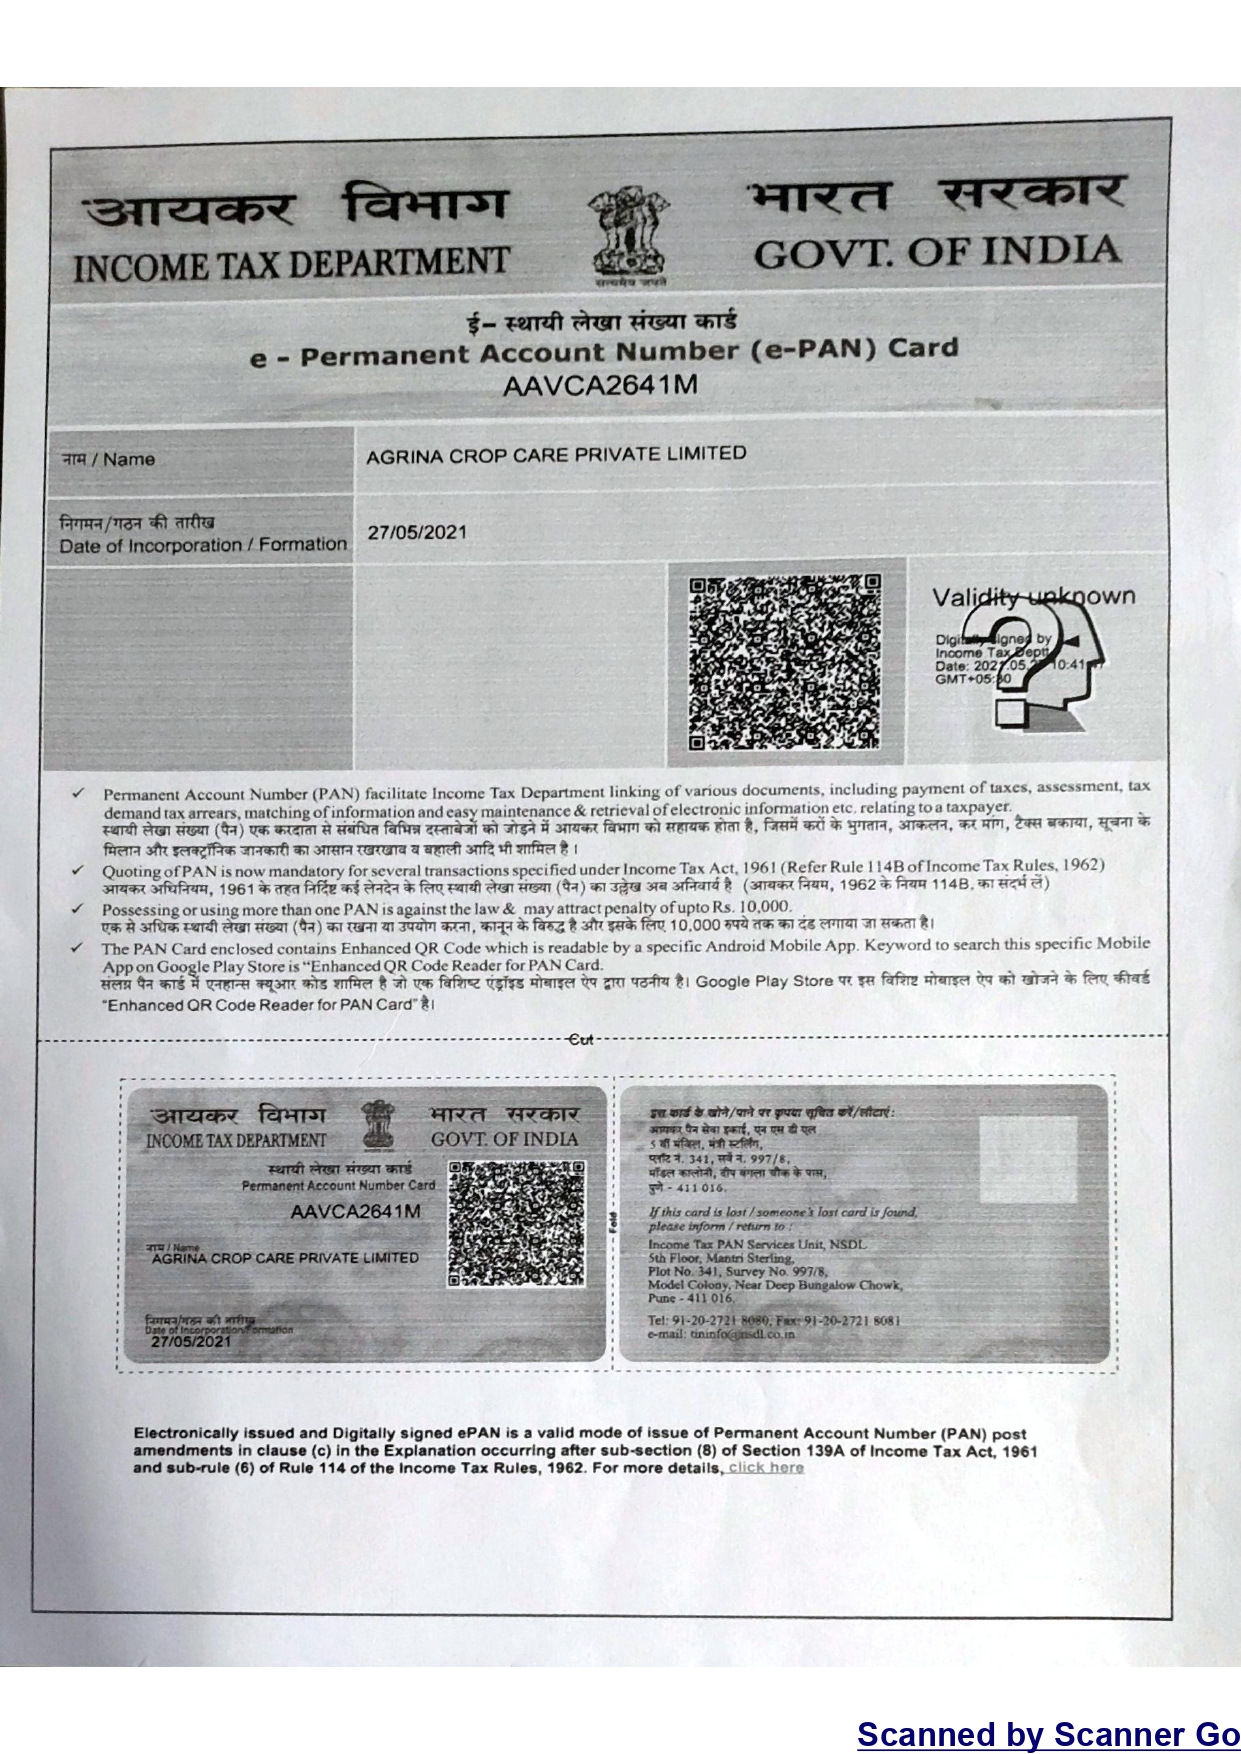 आयकर विभाग
INCOME TAX DEPARTMENT
सत्यमेव जयते
भारत सरकार
GOVT. OF INDIA
ई- स्थायी लेखा संख्या कार्ड
e - Permanent Account Number (e-PAN) Card
AAVCA2641M
नाम / Name
AGRINA CROP CARE PRIVATE LIMITED
निगमन/गठन की तारीख
Date of Incorporation / Formation
27/05/2021
Validity unknown
Digitally signed by
Income Tax Dept
Date: 2021.05. 10:41
GMT+05:30
✓ Permanent Account Number (PAN) facilitate Income Tax Department linking of various documents, including payment of taxes, assessment, tax
demand tax arrears, matching of information and easy maintenance & retrieval of electronic information etc. relating to a taxpayer.
स्थायी लेखा संख्या (पैन) एक करदाता से संबंधित विभिन्न दस्तावेजों को जोड़ने में आयकर विभाग को सहायक होता है, जिसमें करों के भुगतान, आकलन, कर मांग, टैक्स बकाया, सूचना के
मिलान और इलक्ट्रॉनिक जानकारी का आसान रखरखाव व बहाली आदि भी शामिल है ।
✓ Quoting of PAN is now mandatory for several transactions specified under Income Tax Act, 1961 (Refer Rule 114B of Income Tax Rules, 1962)
आयकर अधिनियम, 1961 के तहत निर्दिष्ट कई लेनदेन के लिए स्थायी लेखा संख्या (पैन) का उल्लेख अब अनिवार्य है (आयकर नियम, 1962 के नियम 114B, का संदर्भ लें)
✓ Possessing or using more than one PAN is against the law & may attract penalty of upto Rs. 10,000.
एक से अधिक स्थायी लेखा संख्या (पैन) का रखना या उपयोग करना, कानून के विरुद्ध है और इसके लिए 10,000 रुपये तक का दंड लगाया जा सकता है।
✓ The PAN Card enclosed contains Enhanced QR Code which is readable by a specific Android Mobile App. Keyword to search this specific Mobile
App on Google Play Store is "Enhanced QR Code Reader for PAN Card.
संलग्न पैन कार्ड में एनहान्स क्यूआर कोड शामिल है जो एक विशिष्ट एंड्रॉइड मोबाइल ऐप द्वारा पठनीय है। Google Play Store पर इस विशिष्ट मोबाइल ऐप को खोजने के लिए कीवर्ड
"Enhanced QR Code Reader for PAN Card" है।
Cut
आयकर विभाग
INCOME TAX DEPARTMENT
भारत सरकार
GOVT. OF INDIA
स्थायी लेखा संख्या कार्ड
Permanent Account Number Card
AAVCA2641M
नाम / Name
AGRINA CROP CARE PRIVATE LIMITED
निगमन/गठन की तारीख
Date of Incorporation/Formation
27/05/2021
Fold
इस कार्ड के खोने/पाने पर कृपया सूचित करें/लौटाएं:
आयकर पैन सेवा इकाई, एन एस डी एल
5 वीं मंजिल, मंत्री स्टर्लिंग,
प्लॉट नं. 341, सर्वे नं. 997/8,
मॉडल कालोनी, दीप बंगला चौक के पास,
पुणे - 411 016.
If this card is lost / someone's lost card is found,
please inform / return to :
Income Tax PAN Services Unit, NSDL
5th Floor, Mantri Sterling,
Plot No. 341, Survey No. 997/8,
Model Colony, Near Deep Bungalow Chowk,
Pune - 411 016.
Tel: 91-20-2721 8080, Fax: 91-20-2721 8081
e-mail: tininfo@nsdl.co.in
Electronically issued and Digitally signed ePAN is a valid mode of issue of Permanent Account Number (PAN) post
amendments in clause (c) in the Explanation occurring after sub-section (8) of Section 139A of Income Tax Act, 1961
and sub-rule (6) of Rule 114 of the Income Tax Rules, 1962. For more details, click here
Scanned by Scanner Go